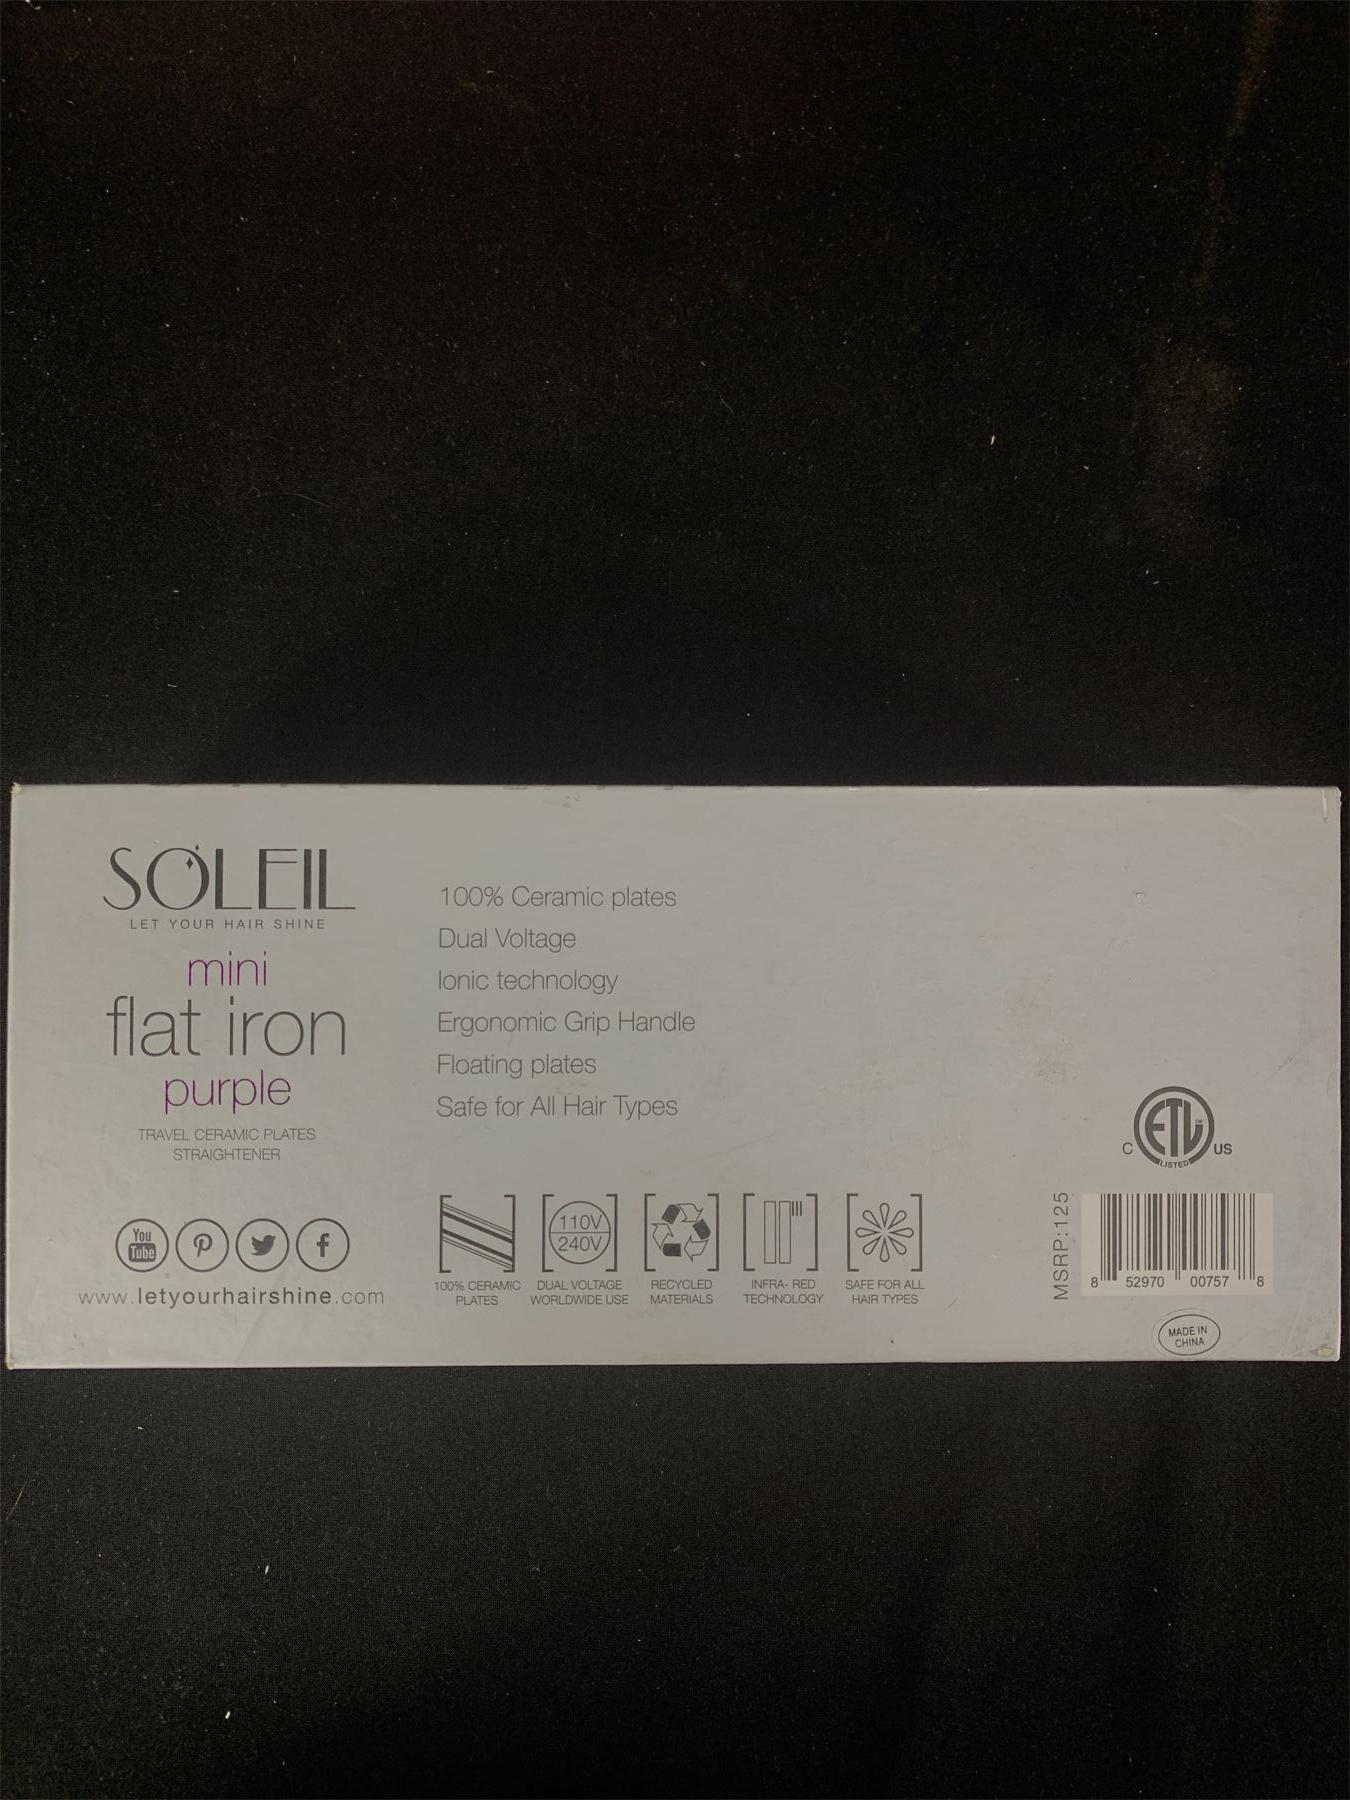 SOLEIL
LET YOUR HAIR SHINE
mini
flat iron
purple
TRAVEL CERAMIC PLATES
STRAIGHTENER
You
Tube
www.letyourhairshine.com
100% Ceramic plates
Dual Voltage
Ionic technology
Ergonomic Grip Handle
Floating plates
Safe for All Hair Types
110V
240V
100% CERAMIC
PLATES
DUAL VOLTAGE
WORLDWIDE USE
RECYCLED
MATERIALS
INFRA- RED
TECHNOLOGY
SAFE FOR ALL
HAIR TYPES
ETL
LISTED
C US
MSRP:125
8 52970 00757 8
MADE IN
CHINA